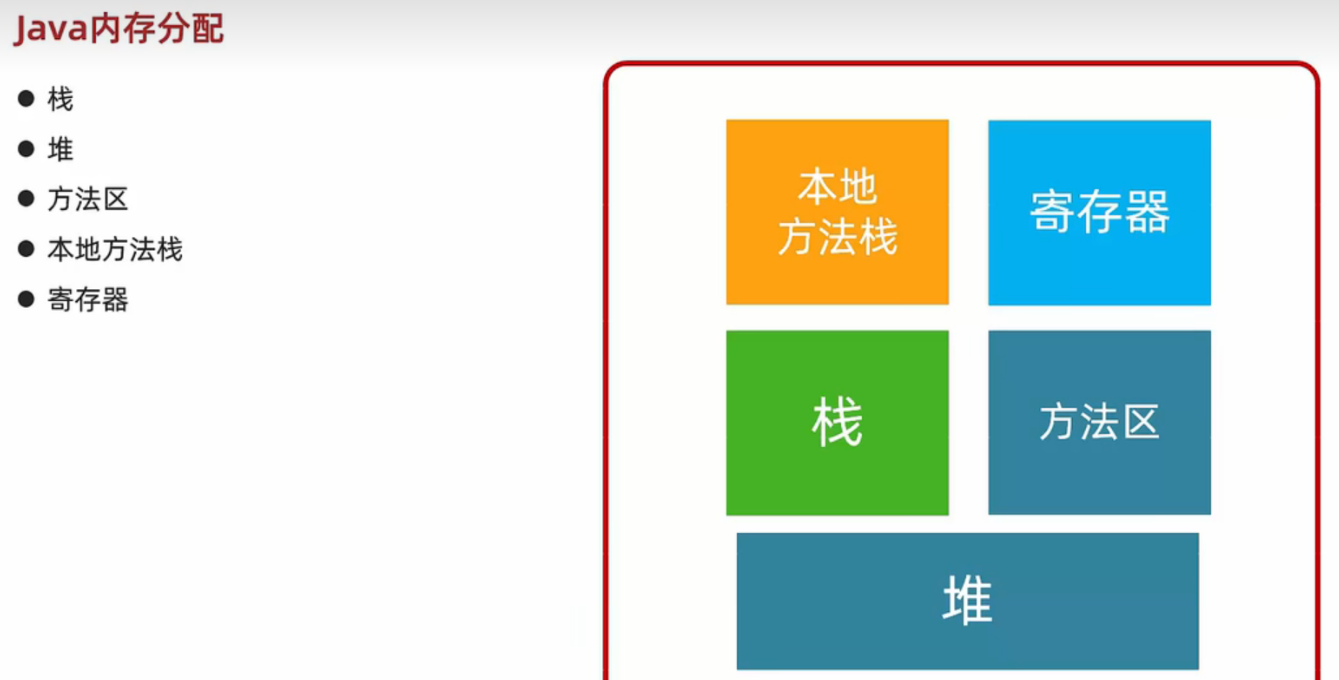 Java内存分配
栈
堆
方法区
本地方法栈
寄存器
本地
方法栈
寄存器
栈
方法区
堆